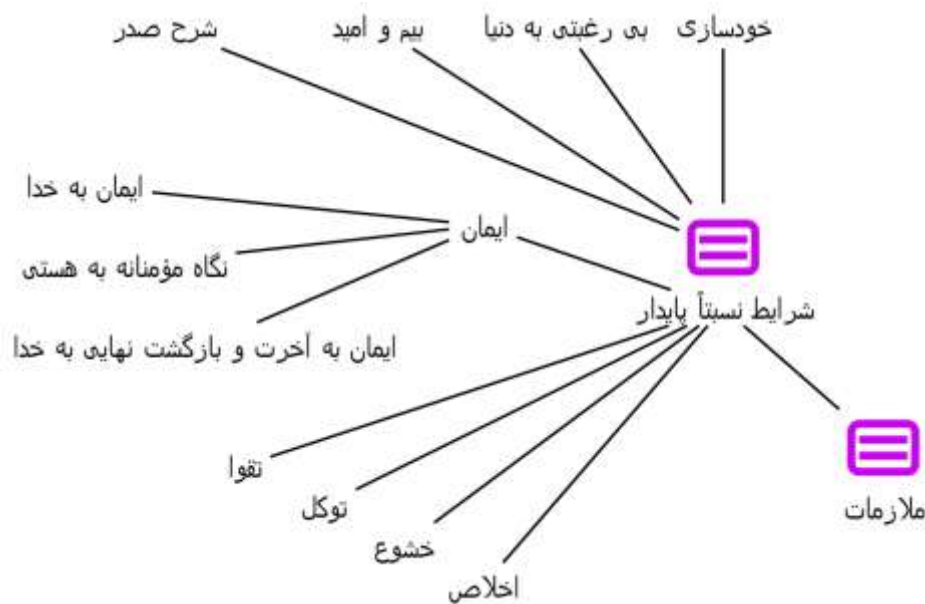 خودسازی
بی رغبتی به دنیا
بیم و امید
شرح صدر
ایمان به خدا
ایمان
نگاه مؤمنانه به هستی
شرایط نسبتاً پایدار
ایمان به آخرت و بازگشت نهایی به خدا
تقوا
توکل
ملازمات
خشوع
اخلاص